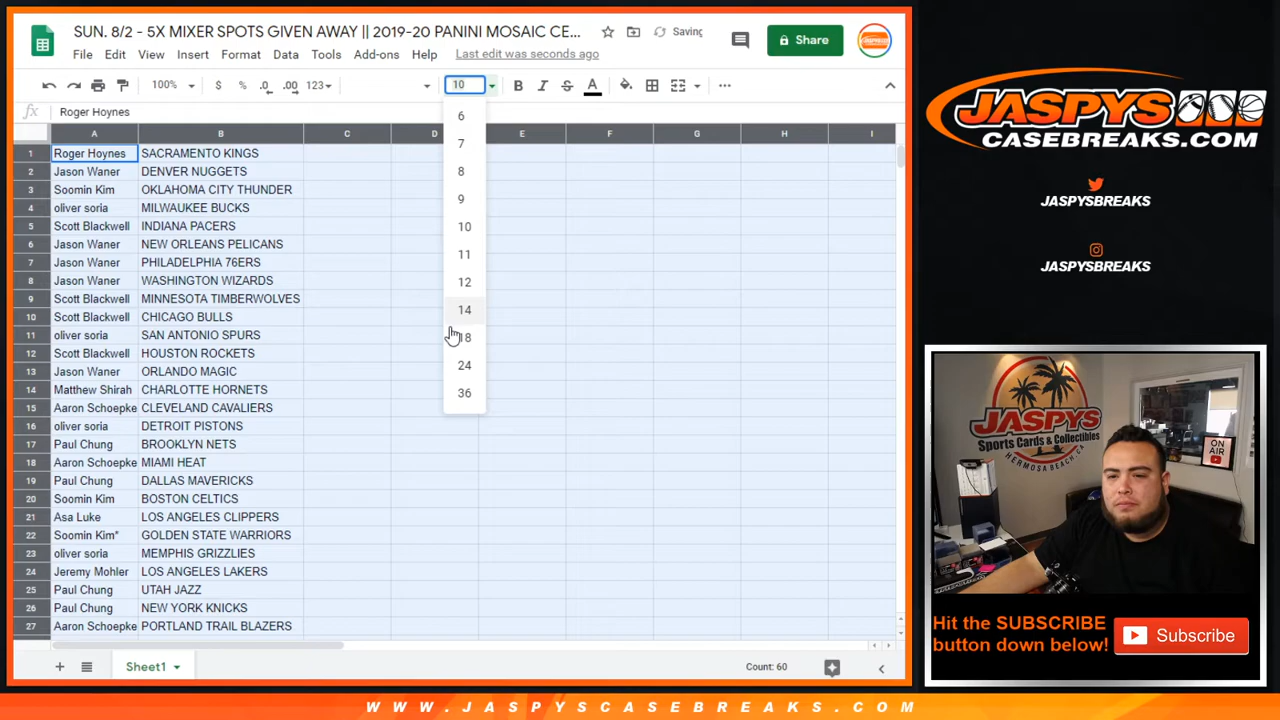 SUN. 8/2 - 5X MIXER SPOTS GIVEN AWAY || 2019-20 PANINI MOSAIC CE...
Saving
Share
File Edit View Insert Format Data Tools Add-ons Help Last edit was seconds ago
100% $ % .0 .00 123 10 B I S A
fx Roger Hoynes
A B C D E F G H I
1 Roger Hoynes SACRAMENTO KINGS
2 Jason Waner DENVER NUGGETS
3 Soomin Kim OKLAHOMA CITY THUNDER
4 oliver soria MILWAUKEE BUCKS
5 Scott Blackwell INDIANA PACERS
6 Jason Waner NEW ORLEANS PELICANS
7 Jason Waner PHILADELPHIA 76ERS
8 Jason Waner WASHINGTON WIZARDS
9 Scott Blackwell MINNESOTA TIMBERWOLVES
10 Scott Blackwell CHICAGO BULLS
11 oliver soria SAN ANTONIO SPURS
12 Scott Blackwell HOUSTON ROCKETS
13 Jason Waner ORLANDO MAGIC
14 Matthew Shirah CHARLOTTE HORNETS
15 Aaron Schoepke CLEVELAND CAVALIERS
16 oliver soria DETROIT PISTONS
17 Paul Chung BROOKLYN NETS
18 Aaron Schoepke MIAMI HEAT
19 Paul Chung DALLAS MAVERICKS
20 Soomin Kim BOSTON CELTICS
21 Asa Luke LOS ANGELES CLIPPERS
22 Soomin Kim" GOLDEN STATE WARRIORS
23 oliver soria MEMPHIS GRIZZLIES
24 Jeremy Mohler LOS ANGELES LAKERS
25 Paul Chung UTAH JAZZ
26 Paul Chung NEW YORK KNICKS
27 Aaron Schoepke PORTLAND TRAIL BLAZERS
6
7
8
9
10
11
12
14
18
24
36
Sheet1
Count: 60
JASPYS
CASEBREAKS.COM
JASPYSBREAKS
JASPYSBREAKS
JASPYS
Sports Cards & Collectibles
HERMOSA BEACH, CA
ON AIR
Hit the SUBSCRIBE
button down below!
Subscribe
WWW.JASPYSCASEBREAKS.COM